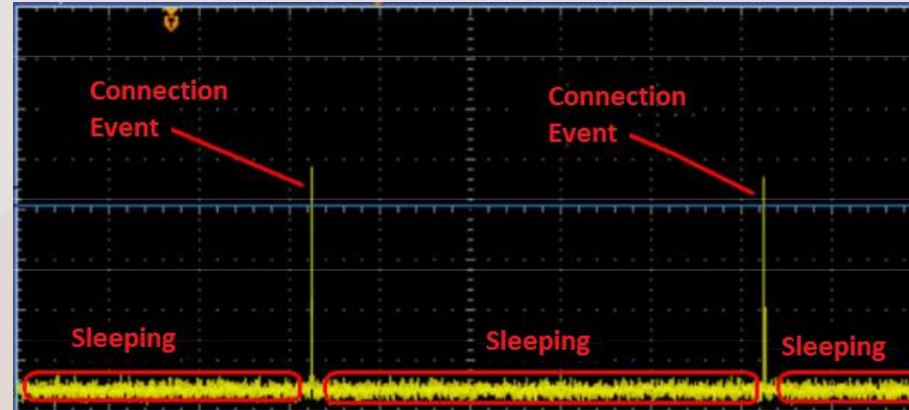 Connection
Event
Connection
Event
Sleeping
Sleeping
Sleeping